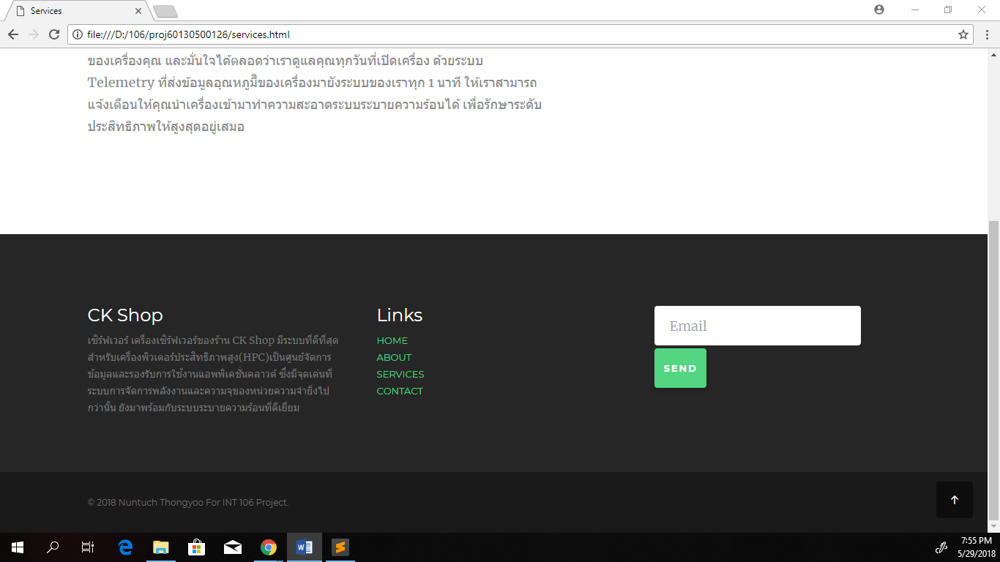 Services
file:///D:/106/proj60130500126/services.html
ของเครื่องคุณ และมั่นใจได้ตลอดว่าเราดูแลคุณทุกวันที่เปิดเครื่อง ด้วยระบบ
Telemetry ที่ส่งข้อมูลอุณหภูมิืของเครื่องมายังระบบของเราทุก 1 นาที ให้เราสามารถ
แจ้งเตือนให้คุณนำเครื่องเข้ามาทำความสะอาดระบบระบายความร้อนได้ เพื่อรักษาระดับ
ประสิทธิภาพให้สูงสุดอยู่เสมอ
CK Shop
เซิร์ฟเวอร์ เครื่องเซิร์ฟเวอร์ของร้าน CK Shop มีระบบที่ดีที่สุด
สำหรับเครื่องพิวเตอร์ประสิทธิภาพสูง(HPC)เป็นศูนย์จัดการ
ข้อมูลและรองรับการใช้งานแอพพิเคชั่นคลาวด์ ซึ่งมีจุดเด่นที่
ระบบการจัดการพลังงานและความจุของหน่วยความจำยิ่งไป
กว่านั้น ยังมาพร้อมกับระบบระบายความร้อนที่ดีเยี่ยม
Links
HOME
ABOUT
SERVICES
CONTACT
Email
SEND
© 2018 Nuntuch Thongyoo For INT 106 Project.
7:55 PM
5/29/2018